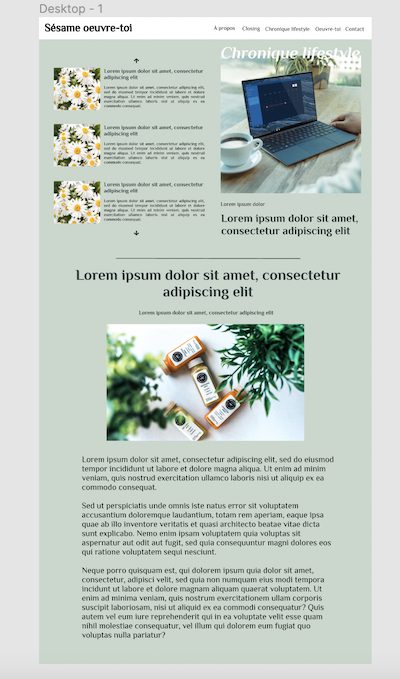 Desktop - 1
Sésame oeuvre-toi
À propos Closing Chronique lifestyle Oeuvre-toi Contact
Chronique lifestyle
Lorem ipsum dolor sit amet, consectetur
adipiscing elit
Lorem ipsum dolor sit amet, consectetur adipiscing elit,
sed do eiusmod tempor incididunt ut labore et dolore
magna aliqua. Ut enim ad minim veniam, quis nostrud
exercitation ullamco laboris nisi ut aliquip ex ea
commodo consequat.
Lorem ipsum dolor sit amet, consectetur
adipiscing elit
Lorem ipsum dolor sit amet, consectetur adipiscing elit,
sed do eiusmod tempor incididunt ut labore et dolore
magna aliqua. Ut enim ad minim veniam, quis nostrud
exercitation ullamco laboris nisi ut aliquip ex ea
commodo consequat.
Lorem ipsum dolor sit amet, consectetur
adipiscing elit
Lorem ipsum dolor sit amet, consectetur adipiscing elit,
sed do eiusmod tempor incididunt ut labore et dolore
magna aliqua. Ut enim ad minim veniam, quis nostrud
exercitation ullamco laboris nisi ut aliquip ex ea
commodo consequat.
Lorem ipsum dolor
Lorem ipsum dolor sit amet,
consectetur adipiscing elit
Lorem ipsum dolor sit amet, consectetur
adipiscing elit
Lorem ipsum dolor sit amet, consectetur adipiscing elit
Lorem ipsum dolor sit amet, consectetur adipiscing elit, sed do eiusmod
tempor incididunt ut labore et dolore magna aliqua. Ut enim ad minim
veniam, quis nostrud exercitation ullamco laboris nisi ut aliquip ex ea
commodo consequat.
Sed ut perspiciatis unde omnis iste natus error sit voluptatem
accusantium doloremque laudantium, totam rem aperiam, eaque ipsa
quae ab illo inventore veritatis et quasi architecto beatae vitae dicta
sunt explicabo. Nemo enim ipsam voluptatem quia voluptas sit
aspernatur aut odit aut fugit, sed quia consequuntur magni dolores eos
qui ratione voluptatem sequi nesciunt.
Neque porro quisquam est, qui dolorem ipsum quia dolor sit amet,
consectetur, adipisci velit, sed quia non numquam eius modi tempora
incidunt ut labore et dolore magnam aliquam quaerat voluptatem. Ut
enim ad minima veniam, quis nostrum exercitationem ullam corporis
suscipit laboriosam, nisi ut aliquid ex ea commodi consequatur? Quis
autem vel eum iure reprehenderit qui in ea voluptate velit esse quam
nihil molestiae consequatur, vel illum qui dolorem eum fugiat quo
voluptas nulla pariatur?